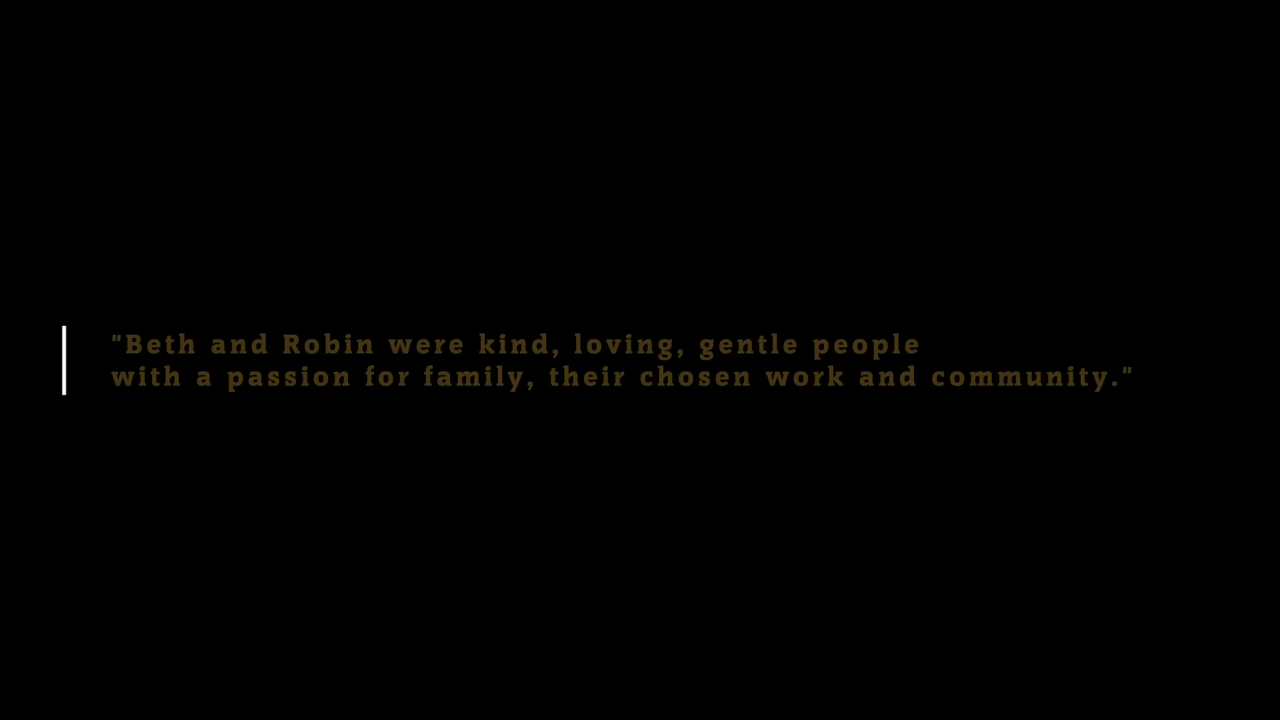 "Beth and Robin were kind, loving, gentle people
with a passion for family, their chosen work and community."